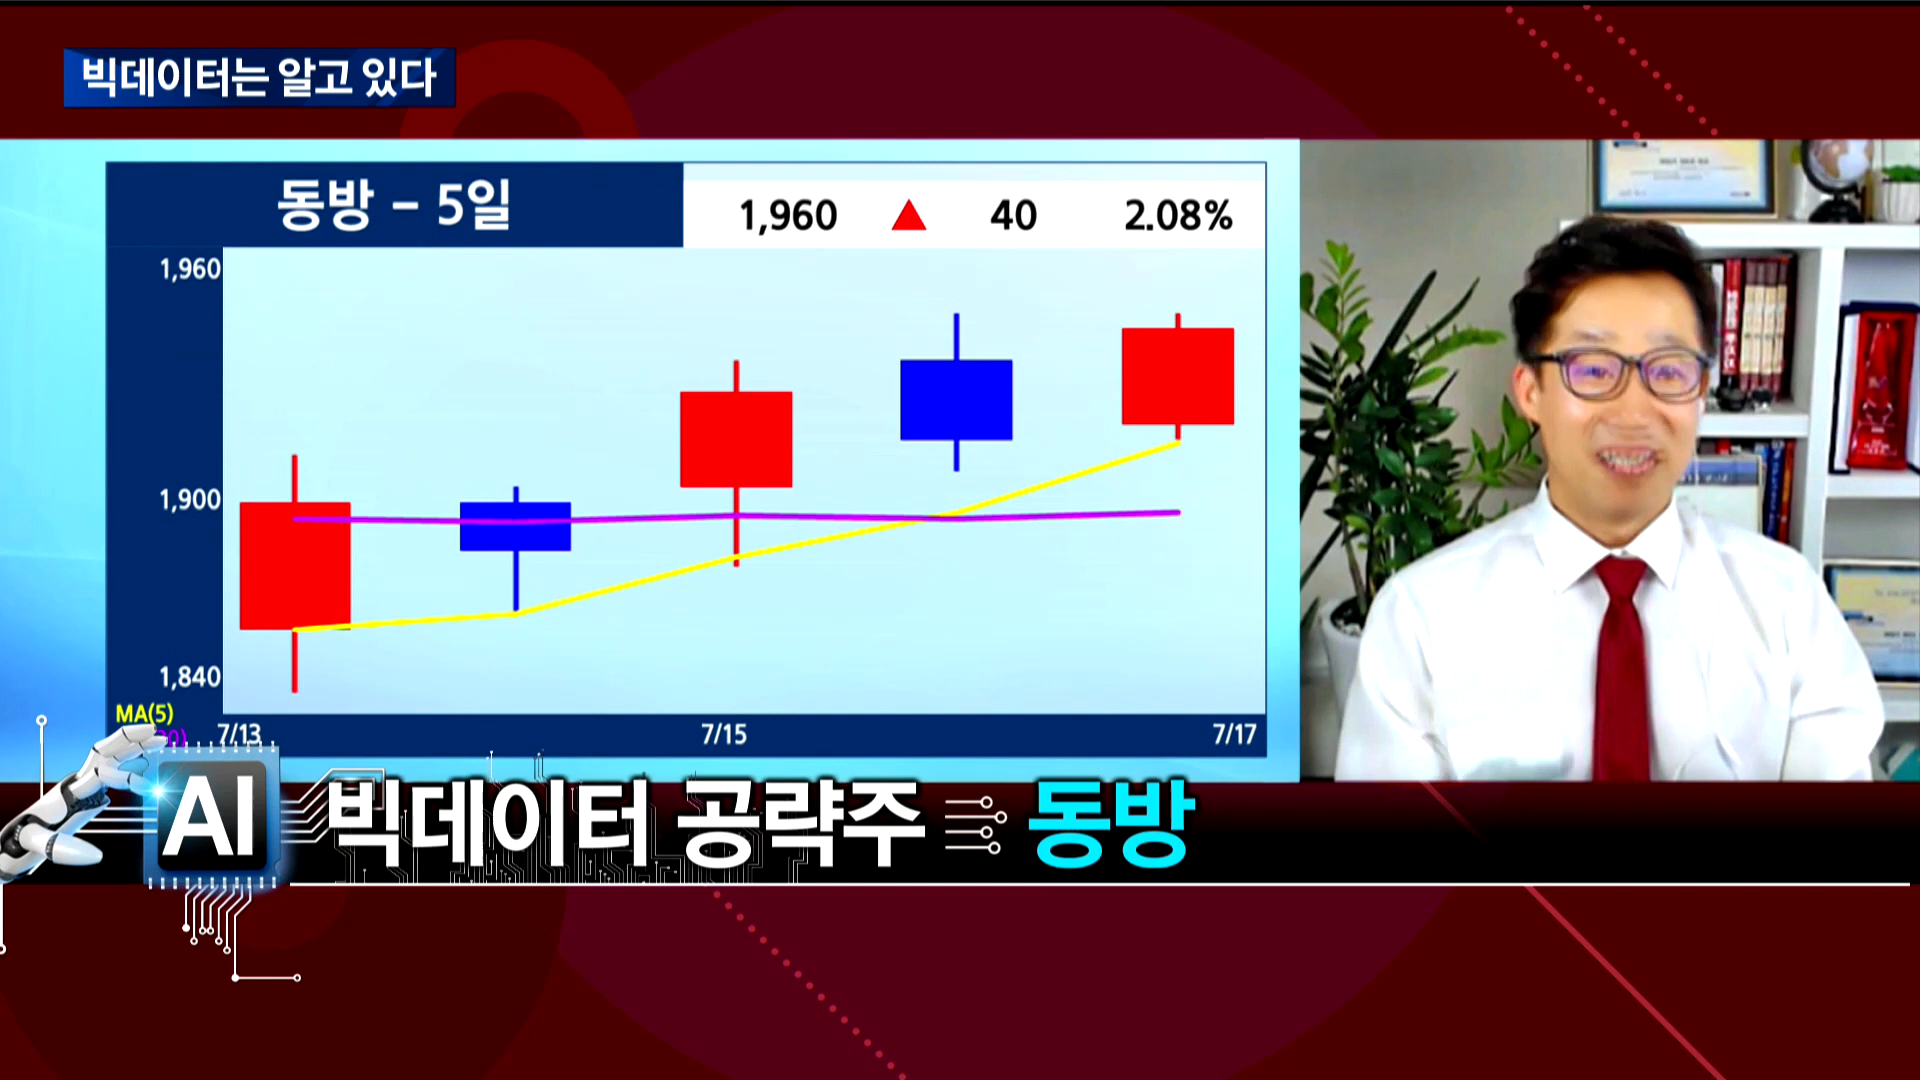 빅데이터는 알고 있다
동방 - 5일
1,960 ▲ 40 2.08%
1,960
1,900
1,840
MA(5)
7/13 7/15 7/17
AI 빅데이터 공략주 동방